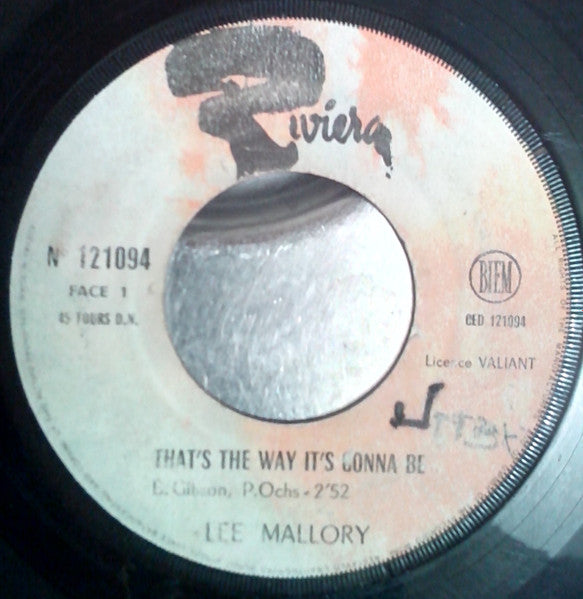 Riviera
N° 121094
FACE 1
45 TOURS D.N.
BIEM
CED 121094
Licence VALIANT
THAT'S THE WAY IT'S GONNA BE
B. Gibson, P.Ochs - 2'52
LEE MALLORY